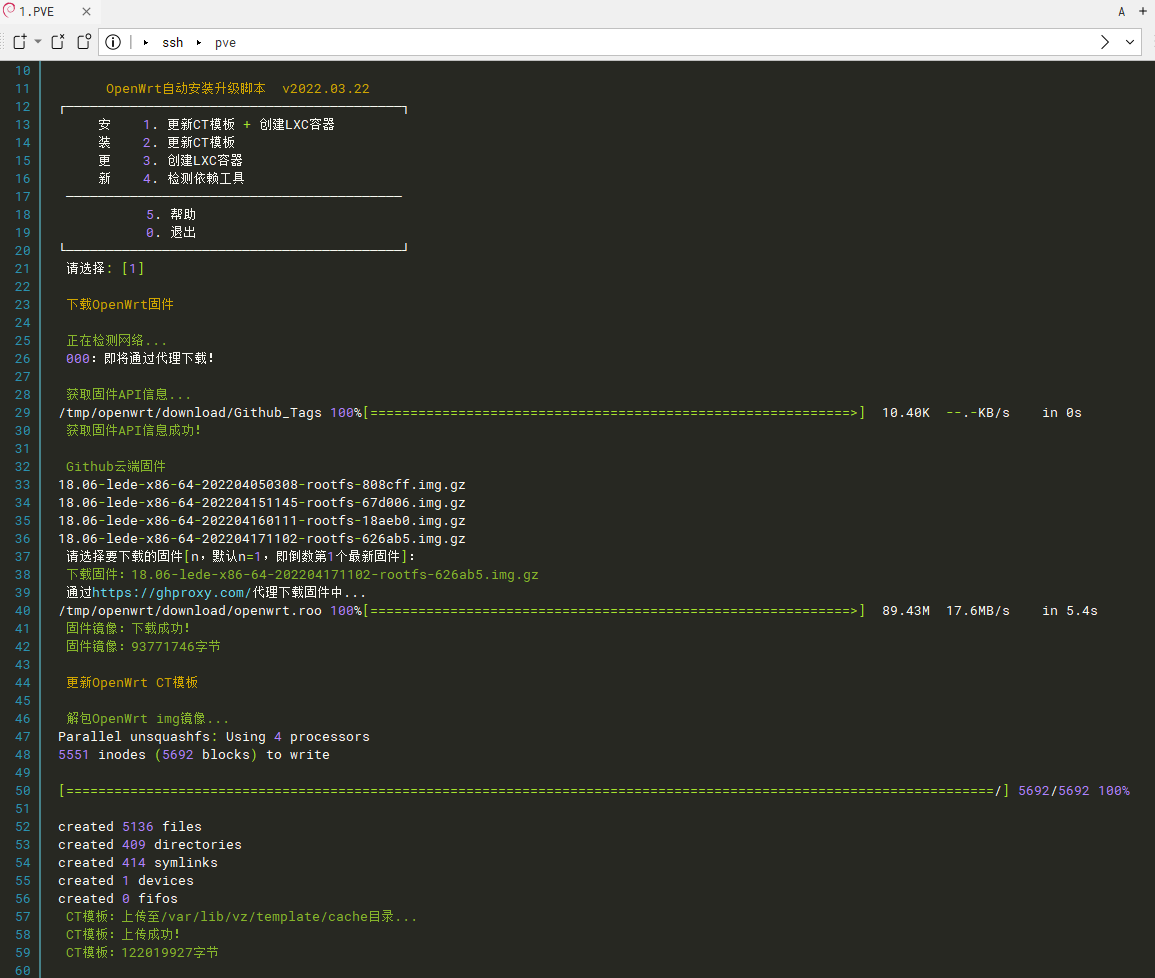 1.PVE
A
ssh pve
10
11 OpenWrt自动安装升级脚本 v2022.03.22
12
13 安 1. 更新CT模板 + 创建LXC容器
14 装 2. 更新CT模板
15 更 3. 创建LXC容器
16 新 4. 检测依赖工具
17
18 5. 帮助
19 0. 退出
20
21 请选择: [1]
22
23 下载OpenWrt固件
24
25 正在检测网络...
26 000: 即将通过代理下载!
27
28 获取固件API信息...
29 /tmp/openwrt/download/Github_Tags 100%[============================================================>] 10.40K --.-KB/s in 0s
30 获取固件API信息成功!
31
32 Github云端固件
33 18.06-lede-x86-64-202204050308-rootfs-808cff.img.gz
34 18.06-lede-x86-64-202204151145-rootfs-67d006.img.gz
35 18.06-lede-x86-64-202204160111-rootfs-18aeb0.img.gz
36 18.06-lede-x86-64-202204171102-rootfs-626ab5.img.gz
37 请选择要下载的固件[n，默认n=1，即倒数第1个最新固件]:
38 下载固件: 18.06-lede-x86-64-202204171102-rootfs-626ab5.img.gz
39 通过https://ghproxy.com/代理下载固件中...
40 /tmp/openwrt/download/openwrt.roo 100%[============================================================>] 89.43M 17.6MB/s in 5.4s
41 固件镜像: 下载成功!
42 固件镜像: 93771746字节
43
44 更新OpenWrt CT模板
45
46 解包OpenWrt img镜像...
47 Parallel unsquashfs: Using 4 processors
48 5551 inodes (5692 blocks) to write
49
50 [====================================================================================================================/] 5692/5692 100%
51
52 created 5136 files
53 created 409 directories
54 created 414 symlinks
55 created 1 devices
56 created 0 fifos
57 CT模板: 上传至/var/lib/vz/template/cache目录...
58 CT模板: 上传成功!
59 CT模板: 122019927字节
60